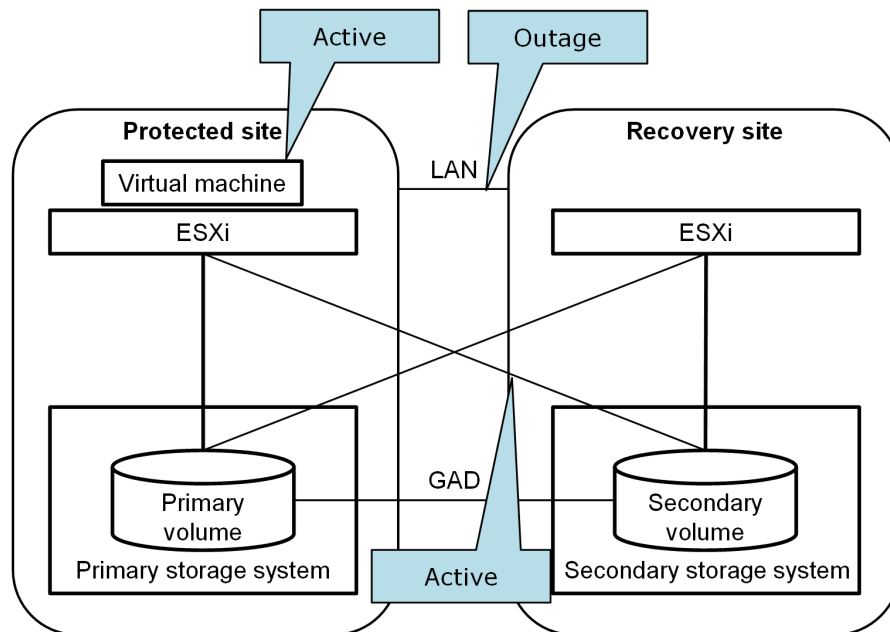 Active
Outage
Protected site
Recovery site
Virtual machine
LAN
ESXi
ESXi
GAD
Primary
volume
Secondary
volume
Primary storage system
Active
Secondary storage system